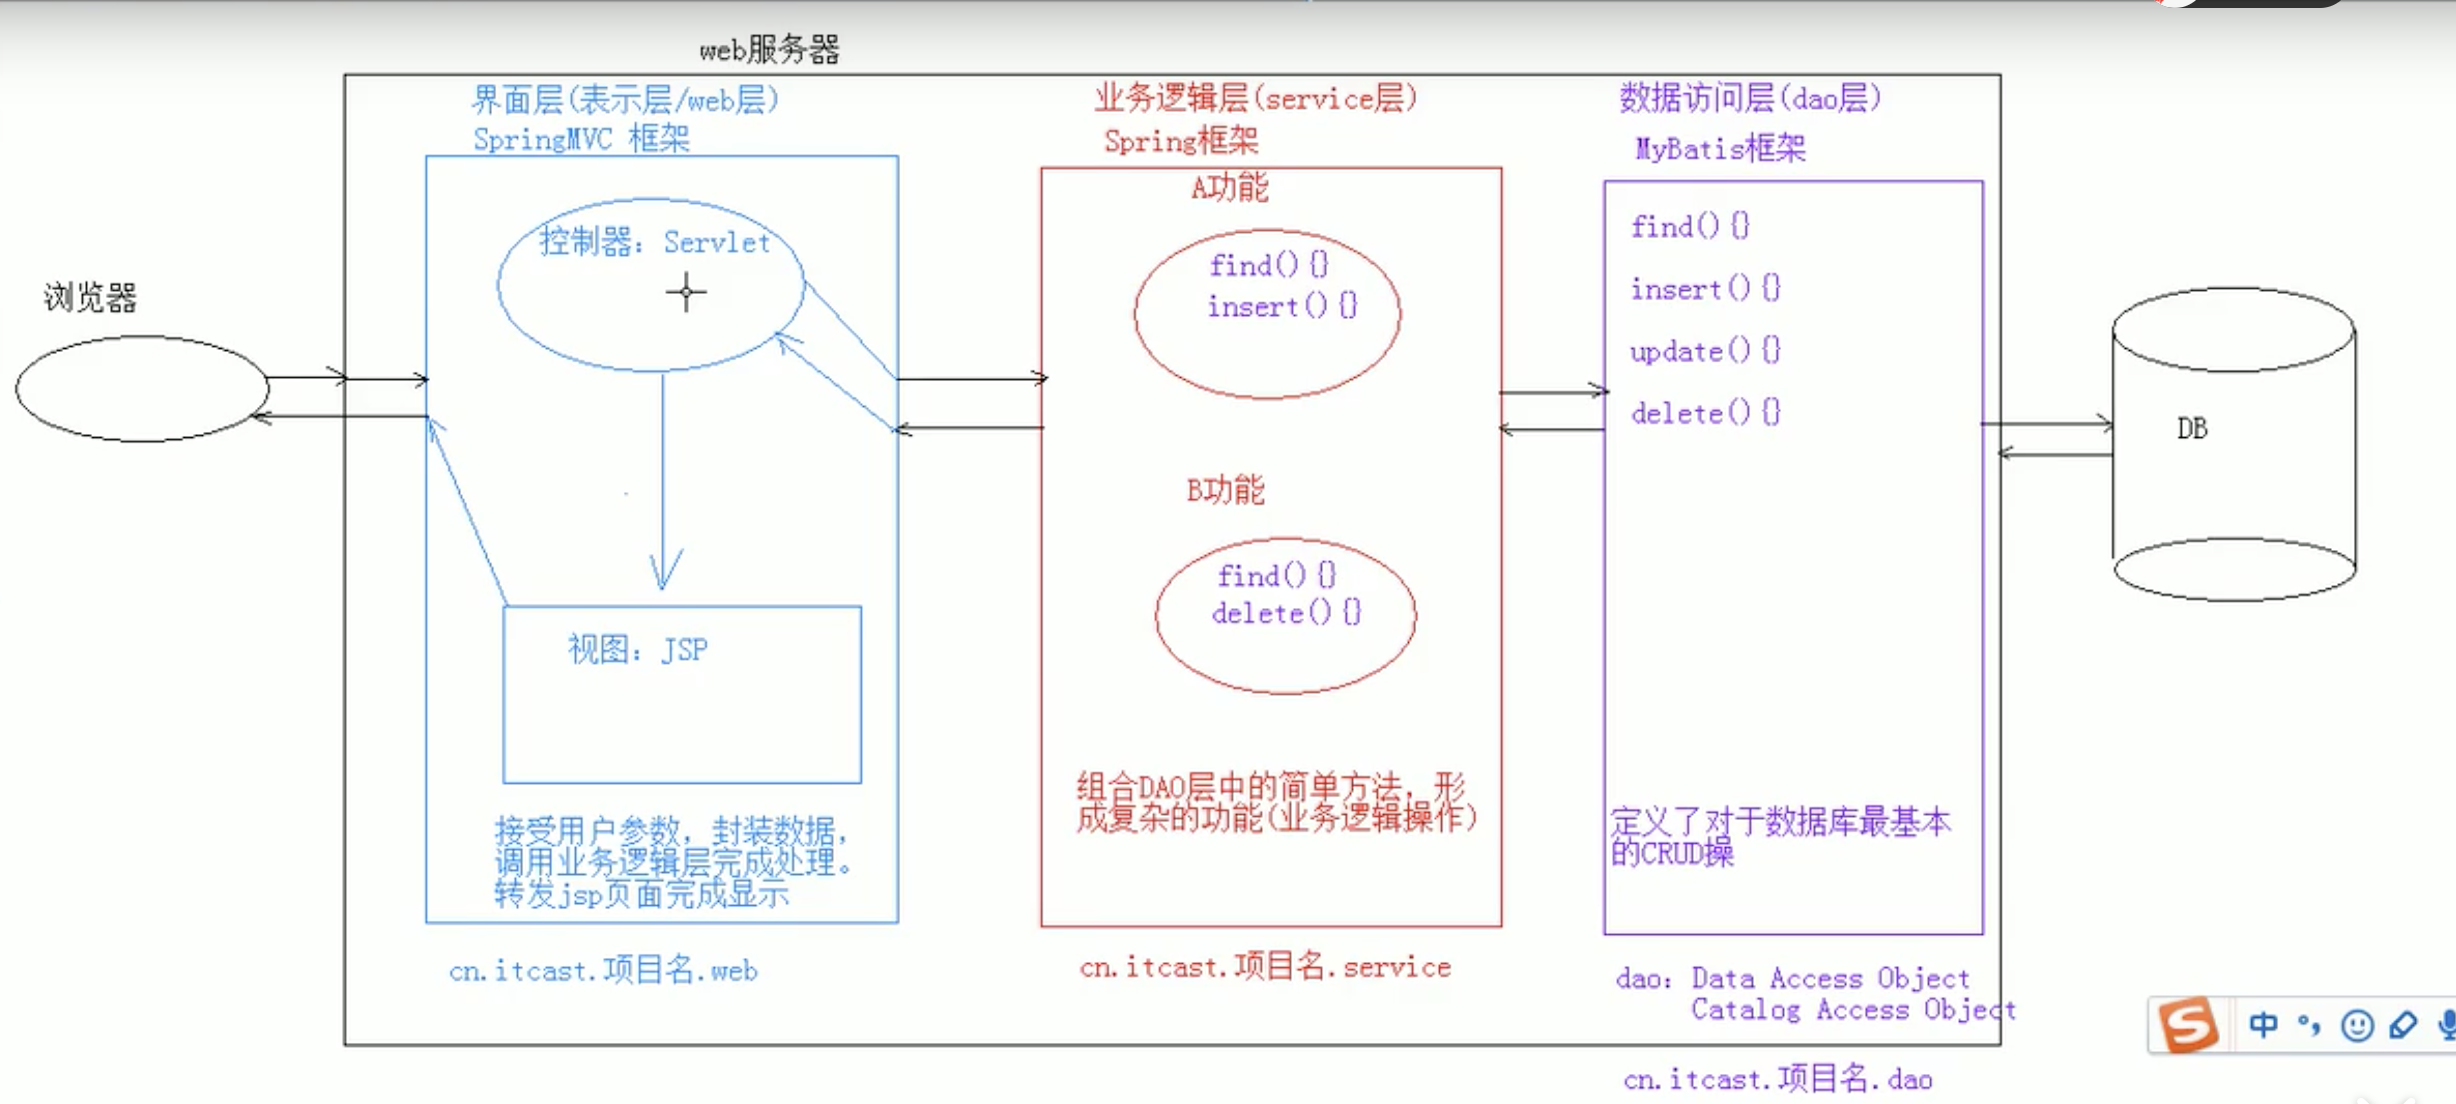 web服务器
界面层(表示层/web层)
SpringMVC 框架
控制器: Servlet
视图: JSP
接受用户参数，封装数据，
调用业务逻辑层完成处理。
转发jsp页面完成显示
cn.itcast.项目名.web
浏览器
业务逻辑层(service层)
Spring框架
A功能
find(){}
insert(){}
B功能
find(){}
delete(){}
组合DAO层中的简单方法，形
成复杂的功能(业务逻辑操作)
cn.itcast.项目名.service
数据访问层(dao层)
MyBatis框架
find(){}
insert(){}
update(){}
delete(){}
定义了对于数据库最基本
的CRUD操
dao: Data Access Object
Catalog Access Object
cn.itcast.项目名.dao
DB
S 中 °,